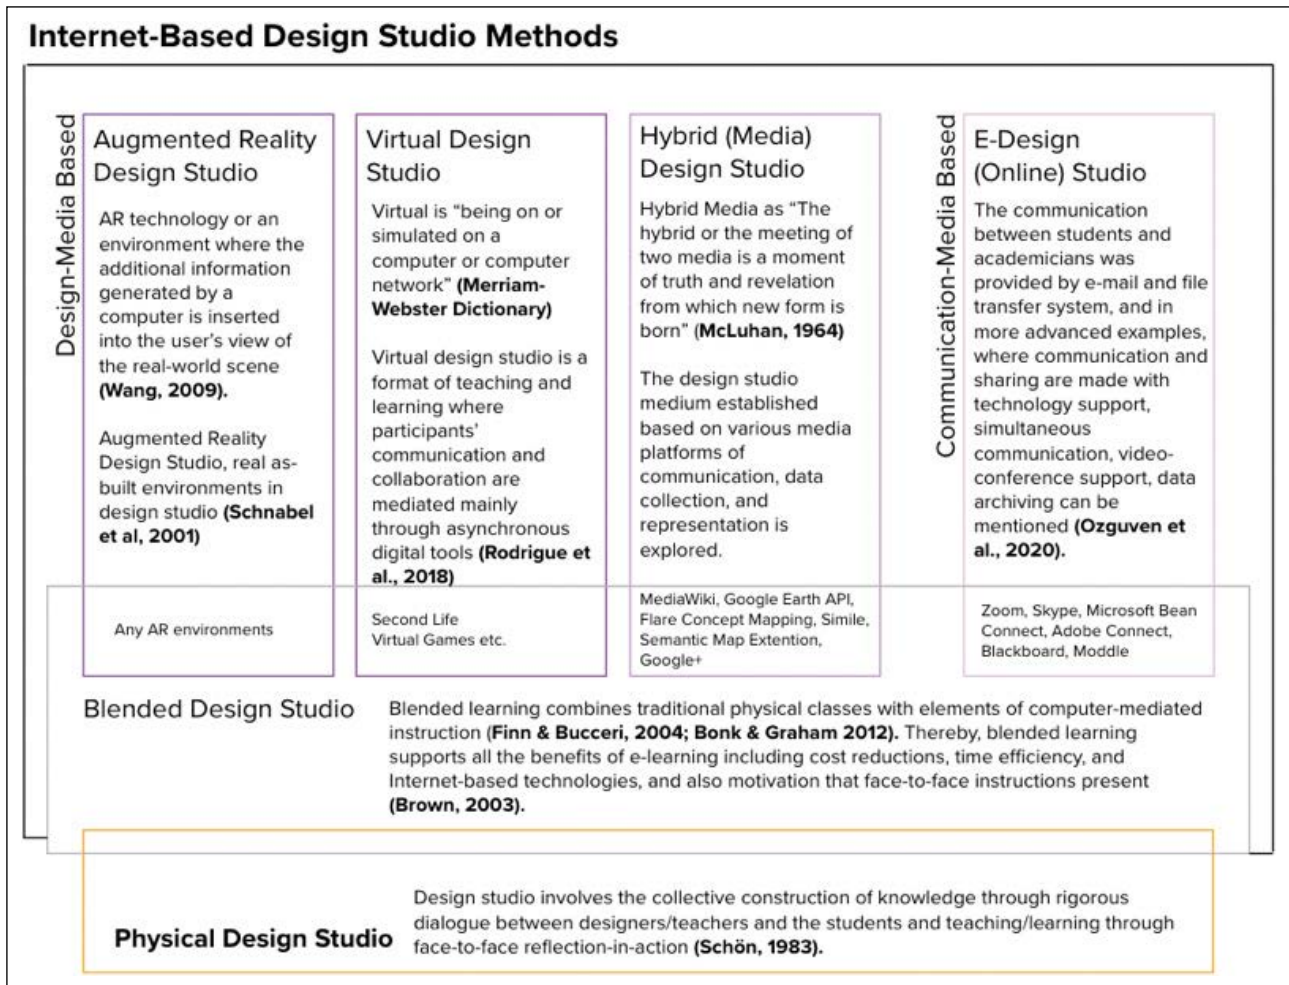 Internet-Based Design Studio Methods
Design-Media Based
Augmented Reality
Design Studio
AR technology or an
environment where the
additional information
generated by a
computer is inserted
into the user's view of
the real-world scene
(Wang, 2009).
Augmented Reality
Design Studio, real as-
built environments in
design studio (Schnabel
et al, 2001)
Any AR environments
Virtual Design
Studio
Virtual is “being on or
simulated on a
computer or computer
network” (Merriam-
Webster Dictionary)
Virtual design studio is a
format of teaching and
learning where
participants'
communication and
collaboration are
mediated mainly
through asynchronous
digital tools (Rodrigue et
al., 2018)
Second Life
Virtual Games etc.
Hybrid (Media)
Design Studio
Hybrid Media as “The
hybrid or the meeting of
two media is a moment
of truth and revelation
from which new form is
born” (McLuhan, 1964)
The design studio
medium established
based on various media
platforms of
communication, data
collection, and
representation is
explored.
MediaWiki, Google Earth API,
Flare Concept Mapping, Simile,
Semantic Map Extention,
Google+
Communication-Media Based
E-Design
(Online) Studio
The communication
between students and
academicians was
provided by e-mail and file
transfer system, and in
more advanced examples,
where communication and
sharing are made with
technology support,
simultaneous
communication, video-
conference support, data
archiving can be
mentioned (Ozguven et
al., 2020).
Zoom, Skype, Microsoft Bean
Connect, Adobe Connect,
Blackboard, Moddle
Blended Design Studio
Blended learning combines traditional physical classes with elements of computer-mediated
instruction (Finn & Bucceri, 2004; Bonk & Graham 2012). Thereby, blended learning
supports all the benefits of e-learning including cost reductions, time efficiency, and
Internet-based technologies, and also motivation that face-to-face instructions present
(Brown, 2003).
Physical Design Studio
Design studio involves the collective construction of knowledge through rigorous
dialogue between designers/teachers and the students and teaching/learning through
face-to-face reflection-in-action (Schön, 1983).